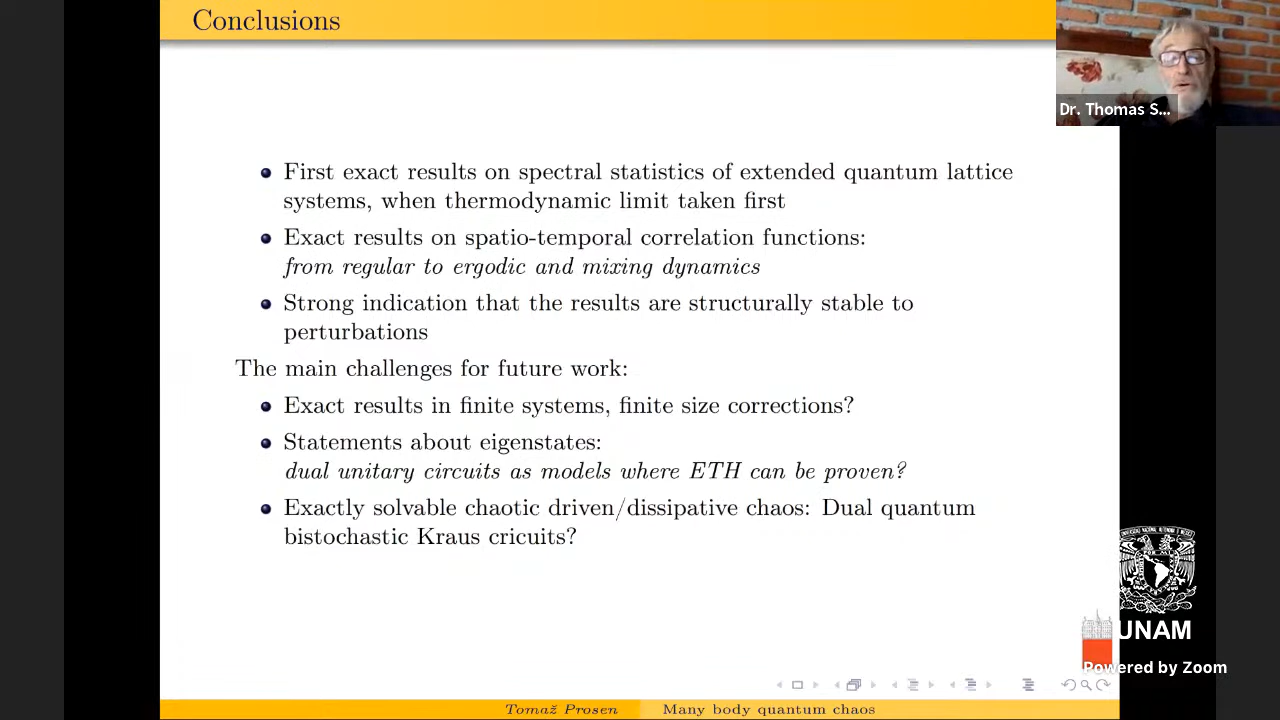 Conclusions
Dr. Thomas S...
First exact results on spectral statistics of extended quantum lattice
systems, when thermodynamic limit taken first
Exact results on spatio-temporal correlation functions:
from regular to ergodic and mixing dynamics
Strong indication that the results are structurally stable to
perturbations
The main challenges for future work:
Exact results in finite systems, finite size corrections?
Statements about eigenstates:
dual unitary circuits as models where ETH can be proven?
Exactly solvable chaotic driven/dissipative chaos: Dual quantum
bistochastic Kraus cricuits?
UNAM
Powered by Zoom
Tomaž Prosen
Many body quantum chaos